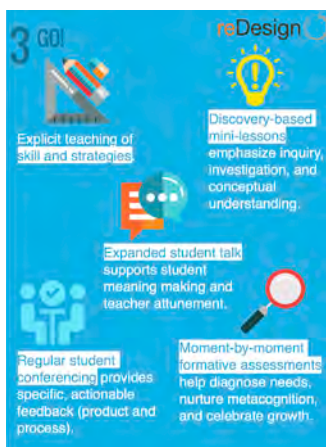 3 GO!
reDesign
Explicit teaching of
skill and strategies.
Discovery-based
mini-lessons
emphasize inquiry,
investigation, and
conceptual
understanding.
Expanded student talk
supports student
meaning making and
teacher attunement.
Regular student
conferencing provides
specific, actionable
feedback (product and
process).
Moment-by-moment
formative assessments
help diagnose needs,
nurture metacognition,
and celebrate growth.